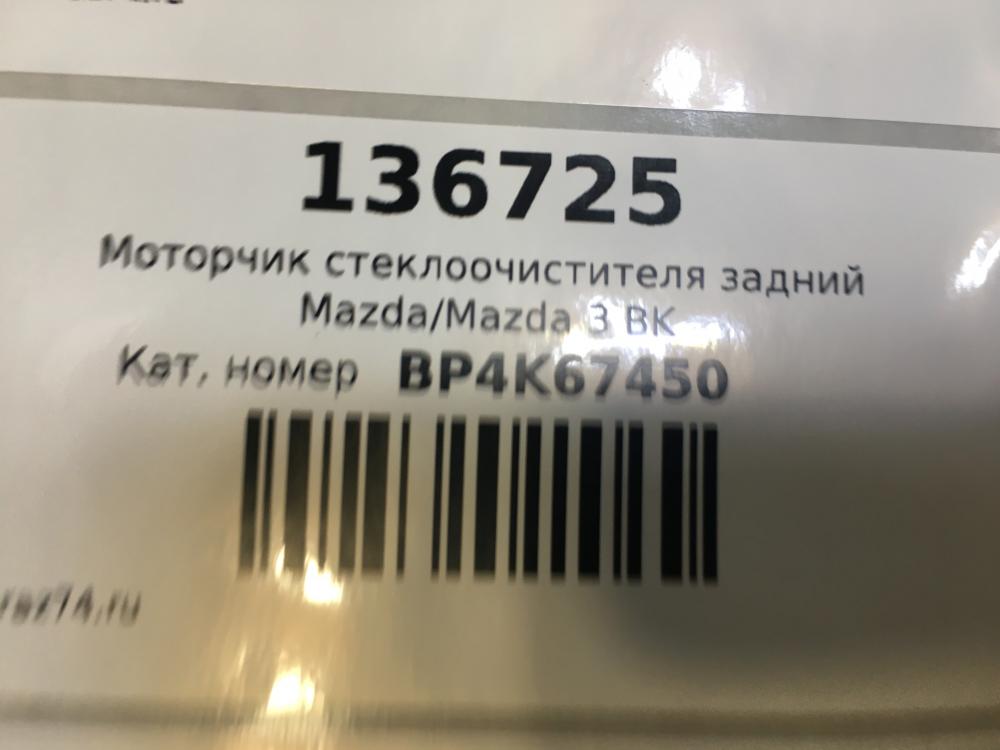 136725
Моторчик стеклоочистителя задний
Mazda/Mazda 3 BK
Кат, номер BP4K67450